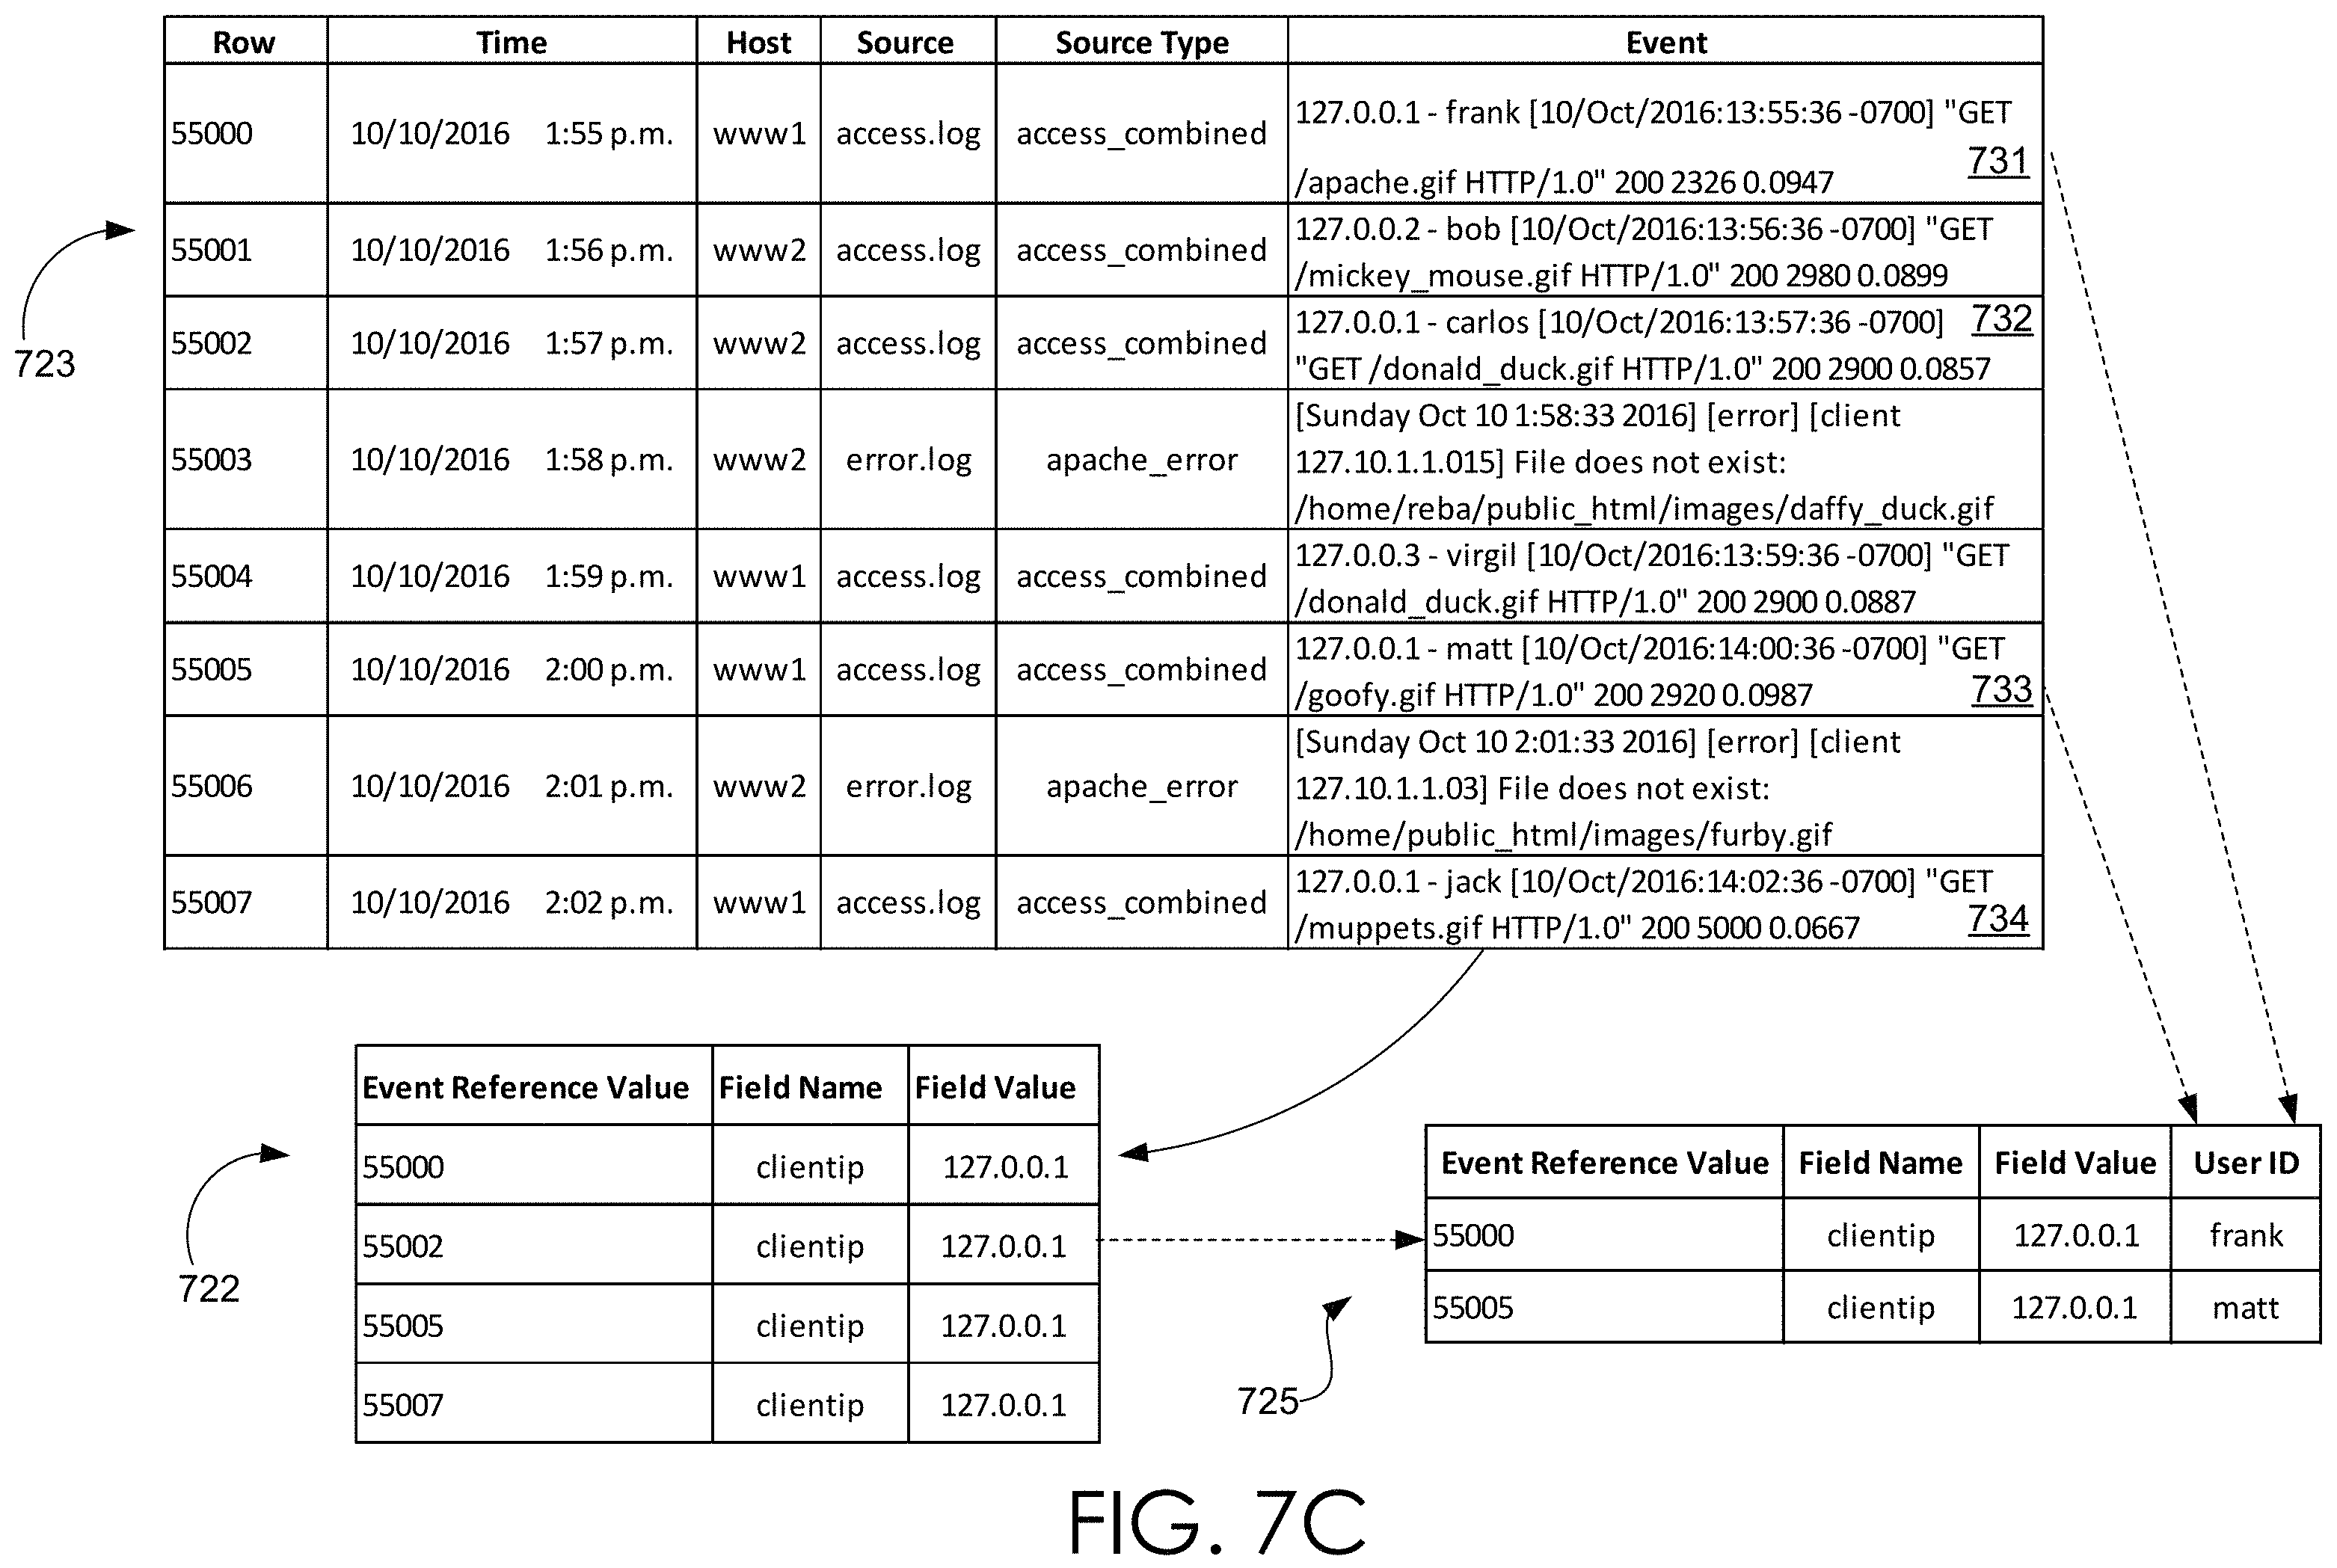 Row Time Host Source Source Type Event
55000 10/10/2016 1:55 p.m. www1 access.log access_combined 127.0.0.1 - frank [10/Oct/2016:13:55:36 -0700] "GET
/apache.gif HTTP/1.0" 200 2326 0.0947 731
55001 10/10/2016 1:56 p.m. www2 access.log access_combined 127.0.0.2 - bob [10/Oct/2016:13:56:36 -0700] "GET
/mickey_mouse.gif HTTP/1.0" 200 2980 0.0899
723
55002 10/10/2016 1:57 p.m. www2 access.log access_combined 127.0.0.1 - carlos [10/Oct/2016:13:57:36 -0700] 732
"GET /donald_duck.gif HTTP/1.0" 200 2900 0.0857
55003 10/10/2016 1:58 p.m. www2 error.log apache_error [Sunday Oct 10 1:58:33 2016] [error] [client
127.10.1.1.015] File does not exist:
/home/reba/public_html/images/daffy_duck.gif
55004 10/10/2016 1:59 p.m. www1 access.log access_combined 127.0.0.3 - virgil [10/Oct/2016:13:59:36 -0700] "GET
/donald_duck.gif HTTP/1.0" 200 2900 0.0887
55005 10/10/2016 2:00 p.m. www1 access.log access_combined 127.0.0.1 - matt [10/Oct/2016:14:00:36 -0700] "GET
/goofy.gif HTTP/1.0" 200 2920 0.0987 733
55006 10/10/2016 2:01 p.m. www2 error.log apache_error [Sunday Oct 10 2:01:33 2016] [error] [client
127.10.1.1.03] File does not exist:
/home/public_html/images/furby.gif
55007 10/10/2016 2:02 p.m. www1 access.log access_combined 127.0.0.1 - jack [10/Oct/2016:14:02:36 -0700] "GET
/muppets.gif HTTP/1.0" 200 5000 0.0667 734
Event Reference Value Field Name Field Value
55000 clientip 127.0.0.1
55002 clientip 127.0.0.1
55005 clientip 127.0.0.1
55007 clientip 127.0.0.1
722
Event Reference Value Field Name Field Value User ID
55000 clientip 127.0.0.1 frank
55005 clientip 127.0.0.1 matt
725
FIG. 7C